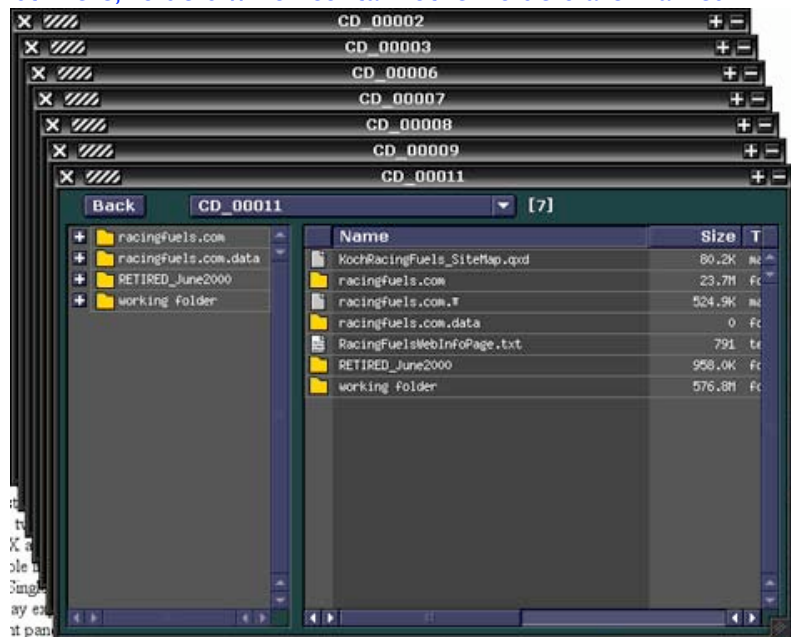 CD_00002
CD_00003
CD_00006
CD_00007
CD_00008
CD_00009
CD_00011
Back CD_00011 [7]
racingfuels.com
racingfuels.com.data
RETIRED_June2000
working folder
Name Size T
KochRacingFuels_SiteMap.qxd 80.2K
racingfuels.com 23.7M
racingfuels.com.W 524.9K
racingfuels.com.data 0
RacingFuelsWebInfoPage.txt 791 te
RETIRED_June2000 958.0K
working folder 576.8M